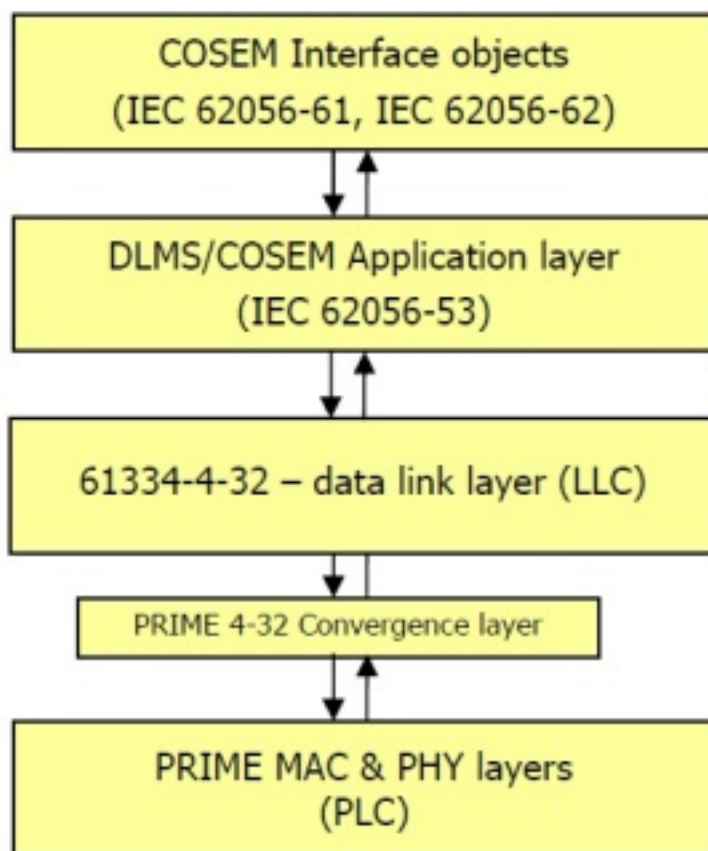 COSEM Interface objects
(IEC 62056-61, IEC 62056-62)
DLMS/COSEM Application layer
(IEC 62056-53)
61334-4-32 – data link layer (LLC)
PRIME 4-32 Convergence layer
PRIME MAC & PHY layers
(PLC)